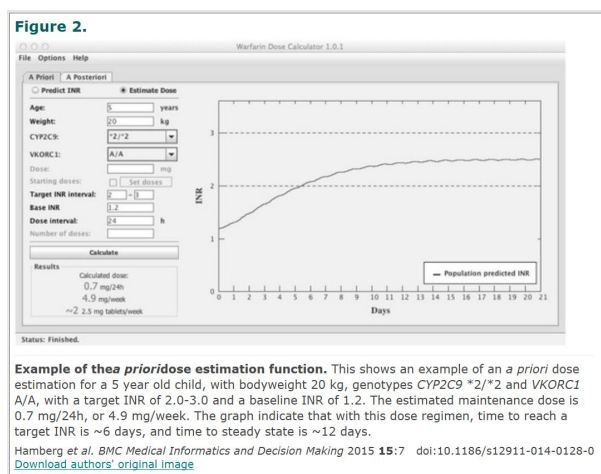 Figure 2.
Warfarin Dose Calculator 1.0.1
File Options Help
A Priori A Posteriori
Predict INR Estimate Dose
Age: 5 years
Weight: 20 kg
CYP2C9: *2/*2
VKORC1: A/A
Dose: mg
Starting doses: Set doses
Target INR interval: 2 - 3
Base INR 1.2
Dose interval: 24 h
Number of doses:
Calculate
Results
Calculated dose:
0.7 mg/24h
4.9 mg/week
~2 2.5 mg tablets/week
INR
3
2
1
0
0 1 2 3 4 5 6 7 8 9 10 11 12 13 14 15 16 17 18 19 20 21
Days
Population predicted INR
Status: Finished.
Example of thea prioridose estimation function. This shows an example of an a priori dose
estimation for a 5 year old child, with bodyweight 20 kg, genotypes CYP2C9 *2/*2 and VKORC1
A/A, with a target INR of 2.0-3.0 and a baseline INR of 1.2. The estimated maintenance dose is
0.7 mg/24h, or 4.9 mg/week. The graph indicate that with this dose regimen, time to reach a
target INR is ~6 days, and time to steady state is ~12 days.
Hamberg et al. BMC Medical Informatics and Decision Making 2015 15:7 doi:10.1186/s12911-014-0128-0
Download authors' original image